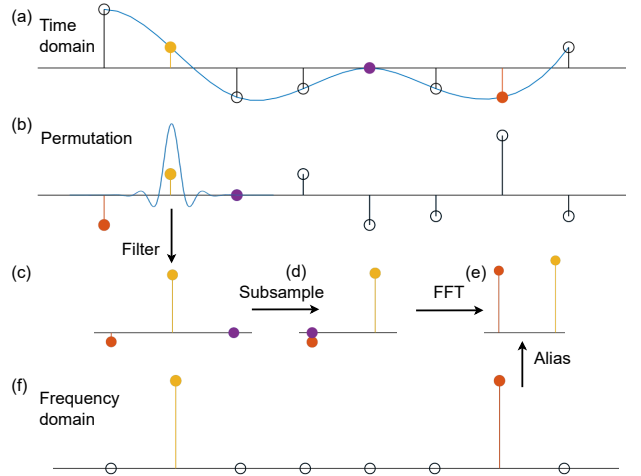 (a)
Time
domain
(b)
Permutation
Filter
(c)
(d)
(e)
Subsample
FFT
Alias
(f)
Frequency
domain